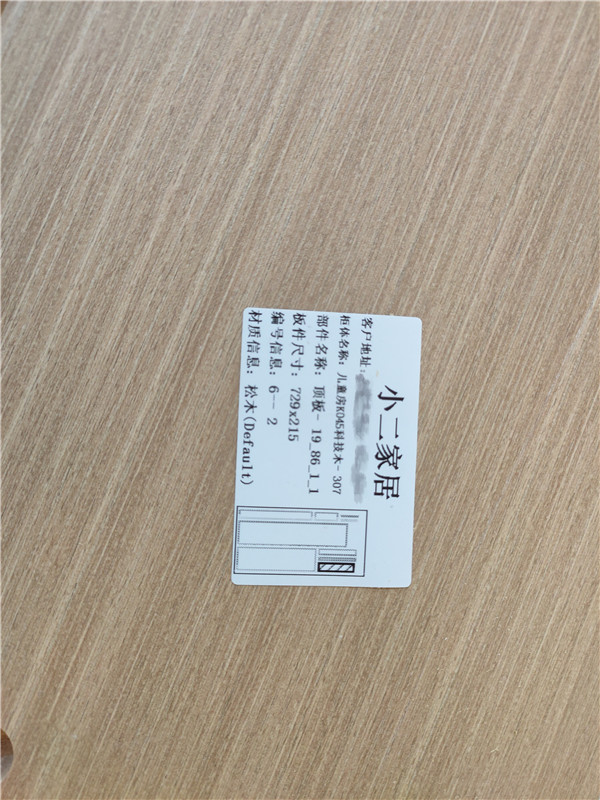 小二家居
客户地址:
柜体名称: 儿童房K045科技木-307
部件名称: 顶板-19_86_1_1
板件尺寸: 729x215
编号信息: 6-- 2
材质信息: 松木(Default)